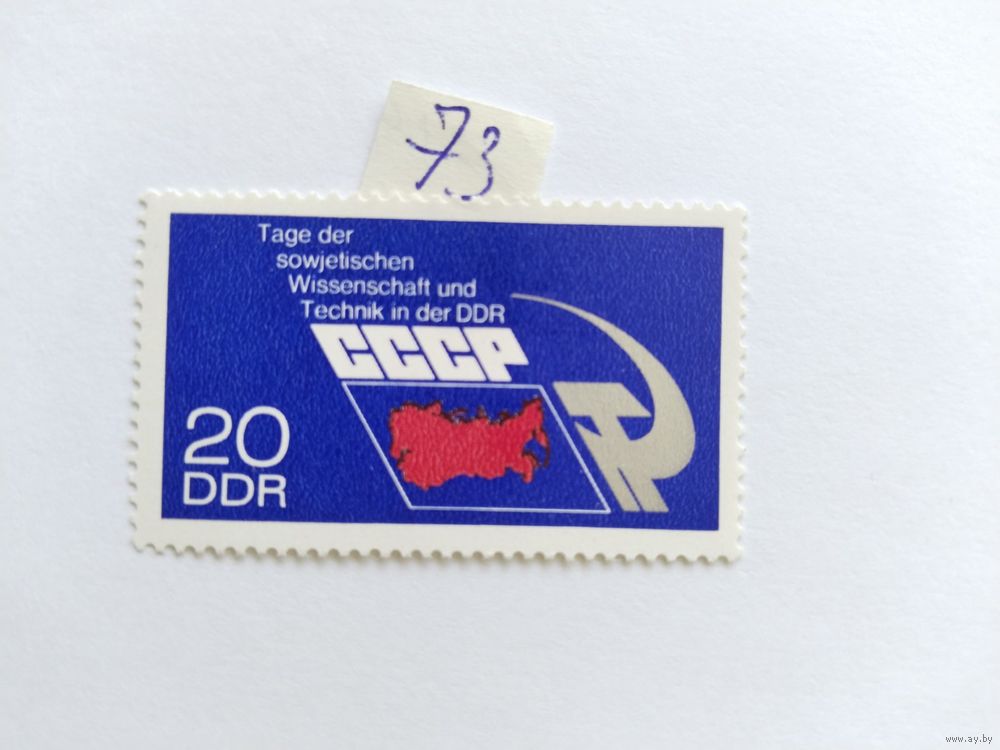 73
Tage der
sowjetischen
Wissenschaft und
Technik in der DDR
СССР
20
DDR
www.ay.by